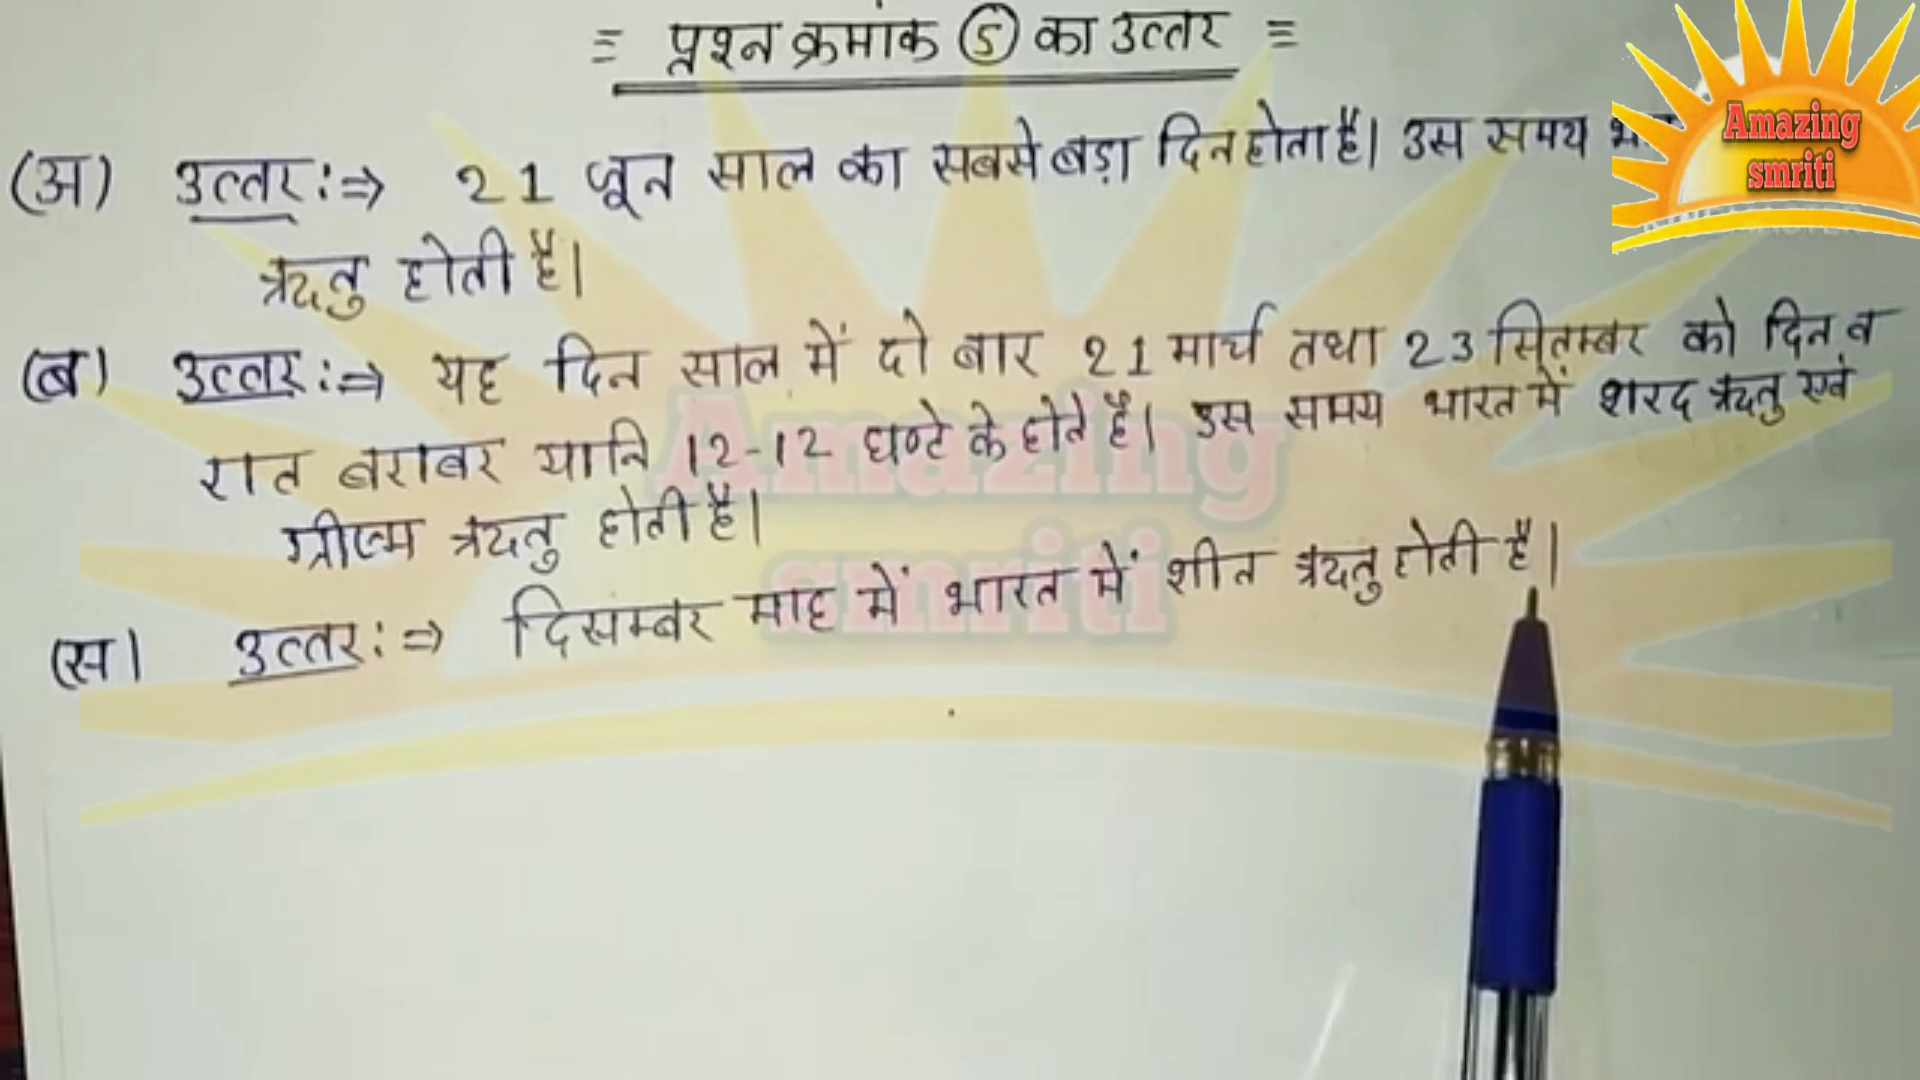 = प्रश्न क्रमांक ⑤ का उत्तर =
(अ) उत्तर :⇒ 21 जून साल का सबसे बड़ा दिन होता है। उस समय
ऋतु होती है।
(ब) उत्तर :⇒ यह दिन साल में दो बार 21 मार्च तथा 23 सितम्बर को दिन व
रात बराबर यानि 12-12 घण्टे के होते है। इस समय भारत में शरद ऋतु एवं
ग्रीष्म ऋतु होती है।
(स) उत्तर :⇒ दिसम्बर माह में भारत में शीत ऋतु होती है।
Amazing
smriti
Amazing
smriti